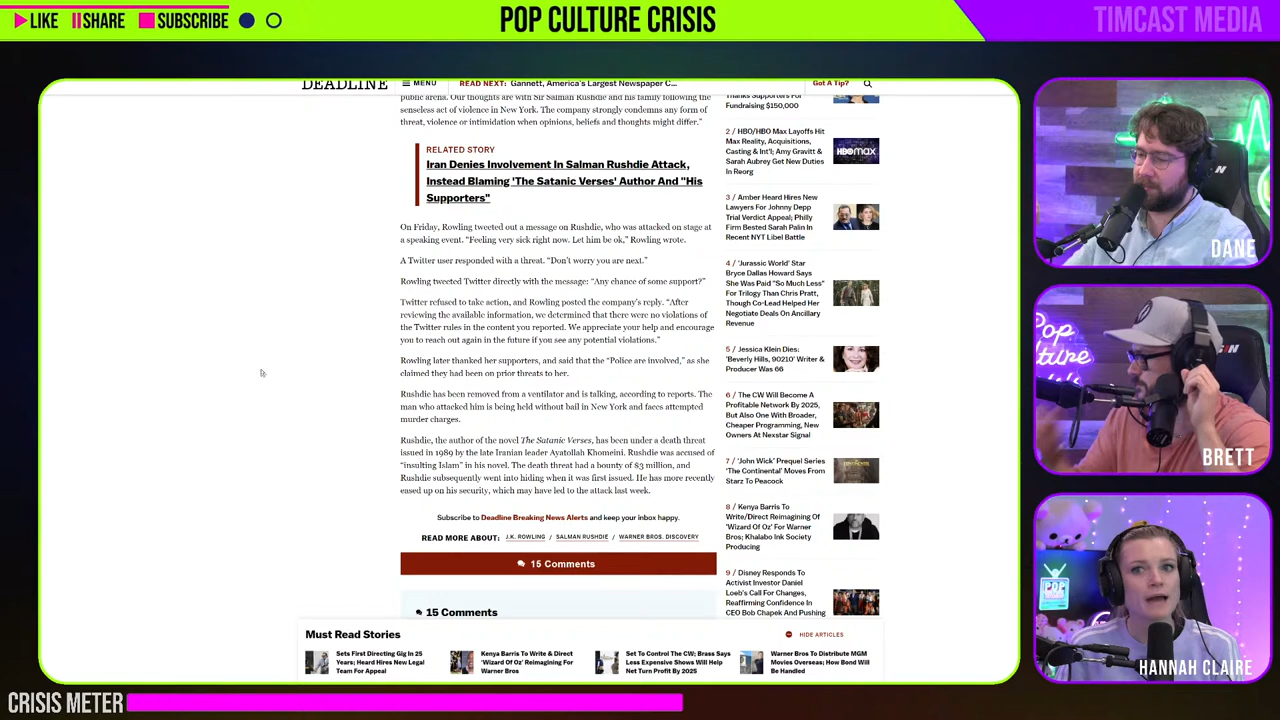 LIKE SHARE SUBSCRIBE
POP CULTURE CRISIS
TIMCAST MEDIA
DEADLINE
MENU
READ NEXT: Gannett, America's Largest Newspaper C...
Got A Tip?
public arena. Our thoughts are with Sir Salman Rushdie and his family following the
senseless act of violence in New York. The company strongly condemns any form of
threat, violence or intimidation when opinions, beliefs and thoughts might differ.”
RELATED STORY
Iran Denies Involvement In Salman Rushdie Attack,
Instead Blaming 'The Satanic Verses' Author And "His
Supporters"
On Friday, Rowling tweeted out a message on Rushdie, who was attacked on stage at
a speaking event. “Feeling very sick right now. Let him be ok,” Rowling wrote.
A Twitter user responded with a threat. “Don’t worry you are next.”
Rowling tweeted Twitter directly with the message: “Any chance of some support?”
Twitter refused to take action, and Rowling posted the company’s reply. “After
reviewing the available information, we determined that there were no violations of
the Twitter rules in the content you reported. We appreciate your help and encourage
you to reach out again in the future if you see any potential violations.”
Rowling later thanked her supporters, and said that the “Police are involved,” as she
claimed they had been on prior threats to her.
Rushdie has been removed from a ventilator and is talking, according to reports. The
man who attacked him is being held without bail in New York and faces attempted
murder charges.
Rushdie, the author of the novel The Satanic Verses, has been under a death threat
issued in 1989 by the late Iranian leader Ayatollah Khomeini. Rushdie was accused of
“insulting Islam” in his novel. The death threat had a bounty of $3 million, and
Rushdie subsequently went into hiding when it was first issued. He has more recently
eased up on his security, which may have led to the attack last week.
Subscribe to Deadline Breaking News Alerts and keep your inbox happy.
READ MORE ABOUT: J.K. ROWLING / SALMAN RUSHDIE / WARNER BROS. DISCOVERY
15 Comments
15 Comments
Thanks Supporters For
Fundraising $150,000
2 / HBO/HBO Max Layoffs Hit
Max Reality, Acquisitions,
Casting & Int'l; Amy Gravitt &
Sarah Aubrey Get New Duties
In Reorg
HBOMAX
3 / Amber Heard Hires New
Lawyers For Johnny Depp
Trial Verdict Appeal; Philly
Firm Bested Sarah Palin In
Recent NYT Libel Battle
4 / 'Jurassic World' Star
Bryce Dallas Howard Says
She Was Paid "So Much Less"
For Trilogy Than Chris Pratt,
Though Co-Lead Helped Her
Negotiate Deals On Ancillary
Revenue
5 / Jessica Klein Dies:
'Beverly Hills, 90210' Writer &
Producer Was 66
6 / The CW Will Become A
Profitable Network By 2025,
But Also One With Broader,
Cheaper Programming, New
Owners At Nexstar Signal
7 / 'John Wick' Prequel Series
'The Continental' Moves From
Starz To Peacock
8 / Kenya Barris To
Write/Direct Reimagining Of
'Wizard Of Oz' For Warner
Bros; Khalabo Ink Society
Producing
9 / Disney Responds To
Activist Investor Daniel
Loeb's Call For Changes,
Reaffirming Confidence In
CEO Bob Chapek And Pushing
Must Read Stories
HIDE ARTICLES
Sets First Directing Gig In 25
Years; Heard Hires New Legal
Team For Appeal
Kenya Barris To Write & Direct
'Wizard Of Oz' Reimagining For
Warner Bros
Set To Control The CW; Brass Says
Less Expensive Shows Will Help
Net Turn Profit By 2025
Warner Bros To Distribute MGM
Movies Overseas; How Bond Will
Be Handled
DANE
Pop
Culture
BRETT
POP
HANNAH CLAIRE
CRISIS METER